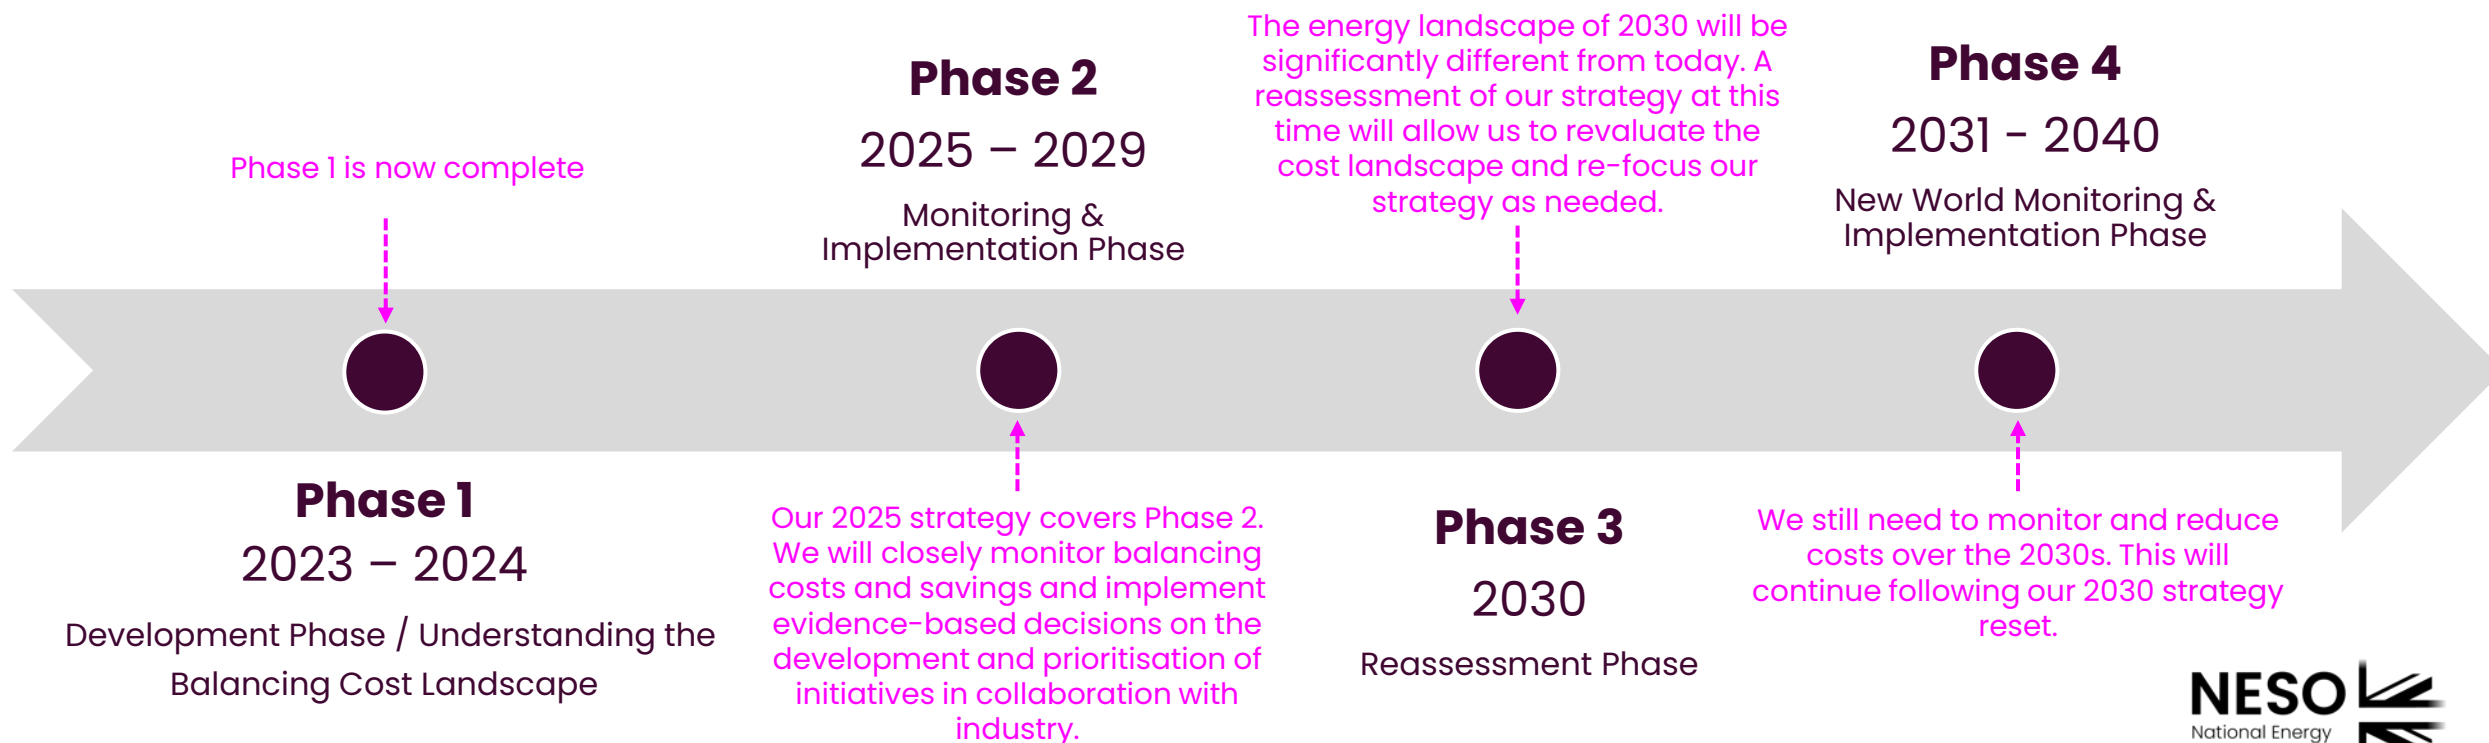 Phase 1 is now complete
Phase 1
2023 – 2024
Development Phase / Understanding the
Balancing Cost Landscape
Phase 2
2025 – 2029
Monitoring &
Implementation Phase
Our 2025 strategy covers Phase 2.
We will closely monitor balancing
costs and savings and implement
evidence-based decisions on the
development and prioritisation of
initiatives in collaboration with
industry.
The energy landscape of 2030 will be
significantly different from today. A
reassessment of our strategy at this
time will allow us to revaluate the
cost landscape and re-focus our
strategy as needed.
Phase 3
2030
Reassessment Phase
Phase 4
2031 - 2040
New World Monitoring &
Implementation Phase
We still need to monitor and reduce
costs over the 2030s. This will
continue following our 2030 strategy
reset.
NESO
National Energy